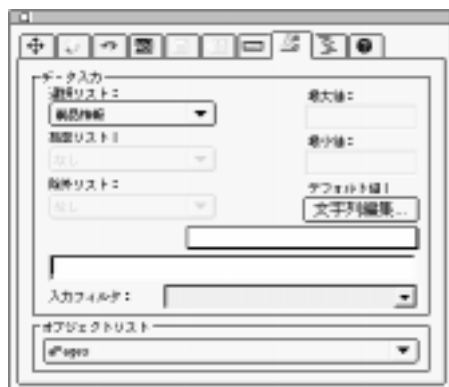 データ入力
選択リスト：
最大値：
指定リスト：
なし
最小値：
除外リスト：
なし
デフォルト値：
文字列編集...
入力フィルタ：
オブジェクトリスト